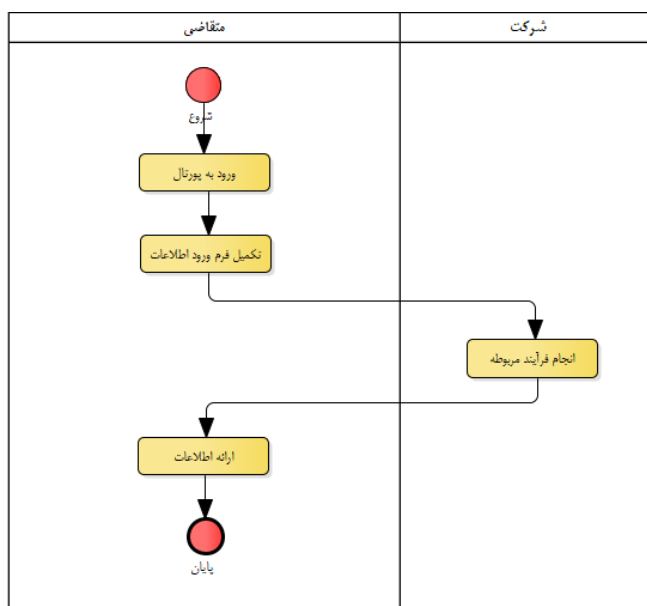 شرکت
متقاضی
شروع
ورود به پورتال
تکمیل فرم ورود اطلاعات
انجام فرآیند مربوطه
ارائه اطلاعات
پایان